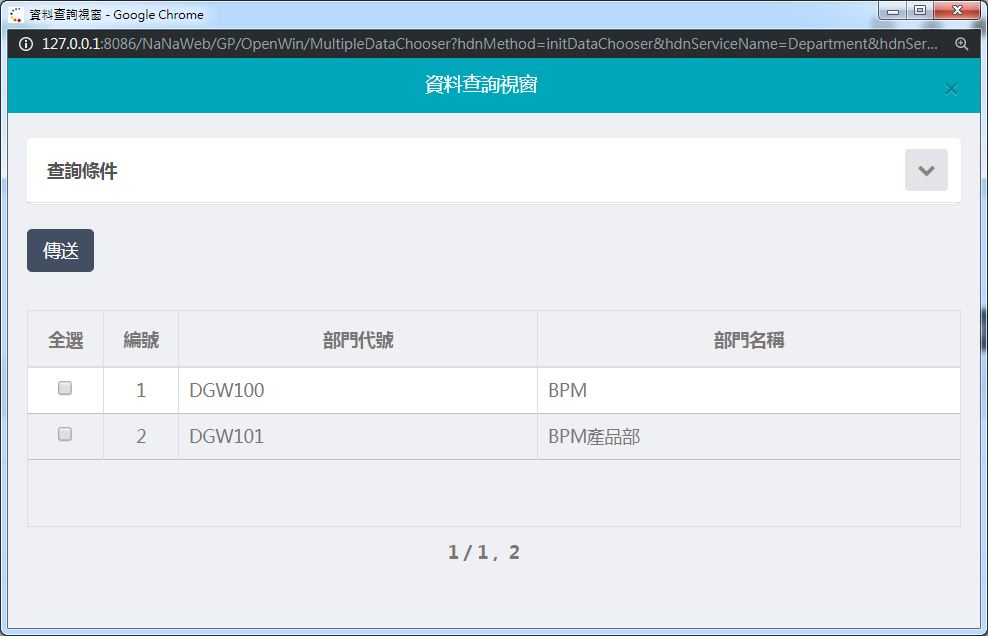 資料查詢視窗 - Google Chrome
127.0.0.1:8086/NaNaWeb/GP/OpenWin/MultipleDataChooser?hdnMethod=initDataChooser&hdnServiceName=Department&hdnSer...
資料查詢視窗
查詢條件
傳送
全選 編號 部門代號 部門名稱
1 DGW100 BPM
2 DGW101 BPM產品部
1 / 1 , 2